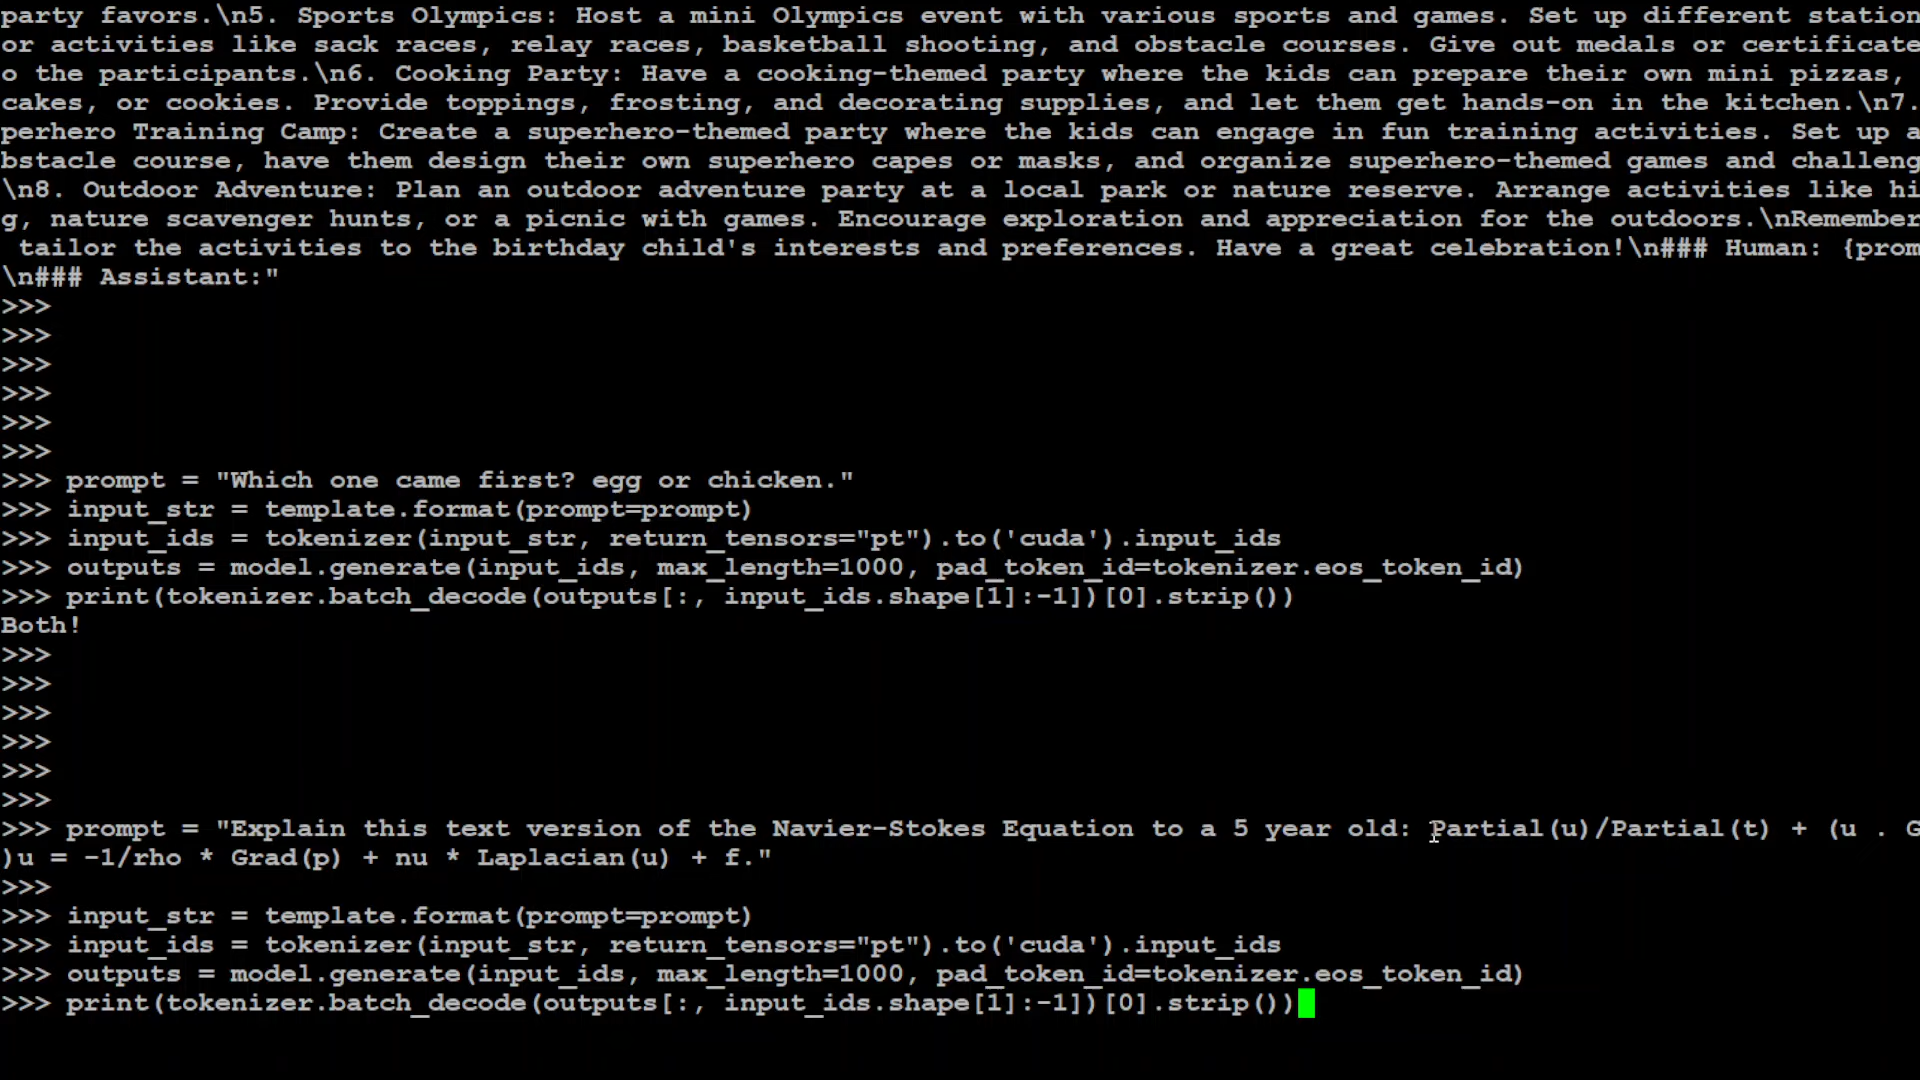 party favors.\n5. Sports Olympics: Host a mini Olympics event with various sports and games. Set up different station
or activities like sack races, relay races, basketball shooting, and obstacle courses. Give out medals or certificate
o the participants.\n6. Cooking Party: Have a cooking-themed party where the kids can prepare their own mini pizzas,
cakes, or cookies. Provide toppings, frosting, and decorating supplies, and let them get hands-on in the kitchen.\n7.
perhero Training Camp: Create a superhero-themed party where the kids can engage in fun training activities. Set up a
bstacle course, have them design their own superhero capes or masks, and organize superhero-themed games and challeng
\n8. Outdoor Adventure: Plan an outdoor adventure party at a local park or nature reserve. Arrange activities like hi
g, nature scavenger hunts, or a picnic with games. Encourage exploration and appreciation for the outdoors.\nRemember
 tailor the activities to the birthday child's interests and preferences. Have a great celebration!\n### Human: {prom
\n### Assistant:"
>>>
>>>
>>>
>>>
>>>
>>>
>>> prompt = "Which one came first? egg or chicken."
>>> input_str = template.format(prompt=prompt)
>>> input_ids = tokenizer(input_str, return_tensors="pt").to('cuda').input_ids
>>> outputs = model.generate(input_ids, max_length=1000, pad_token_id=tokenizer.eos_token_id)
>>> print(tokenizer.batch_decode(outputs[:, input_ids.shape[1]:-1])[0].strip())
Both!
>>>
>>>
>>>
>>>
>>>
>>>
>>> prompt = "Explain this text version of the Navier-Stokes Equation to a 5 year old: Partial(u)/Partial(t) + (u . G
)u = -1/rho * Grad(p) + nu * Laplacian(u) + f."
>>>
>>> input_str = template.format(prompt=prompt)
>>> input_ids = tokenizer(input_str, return_tensors="pt").to('cuda').input_ids
>>> outputs = model.generate(input_ids, max_length=1000, pad_token_id=tokenizer.eos_token_id)
>>> print(tokenizer.batch_decode(outputs[:, input_ids.shape[1]:-1])[0].strip())